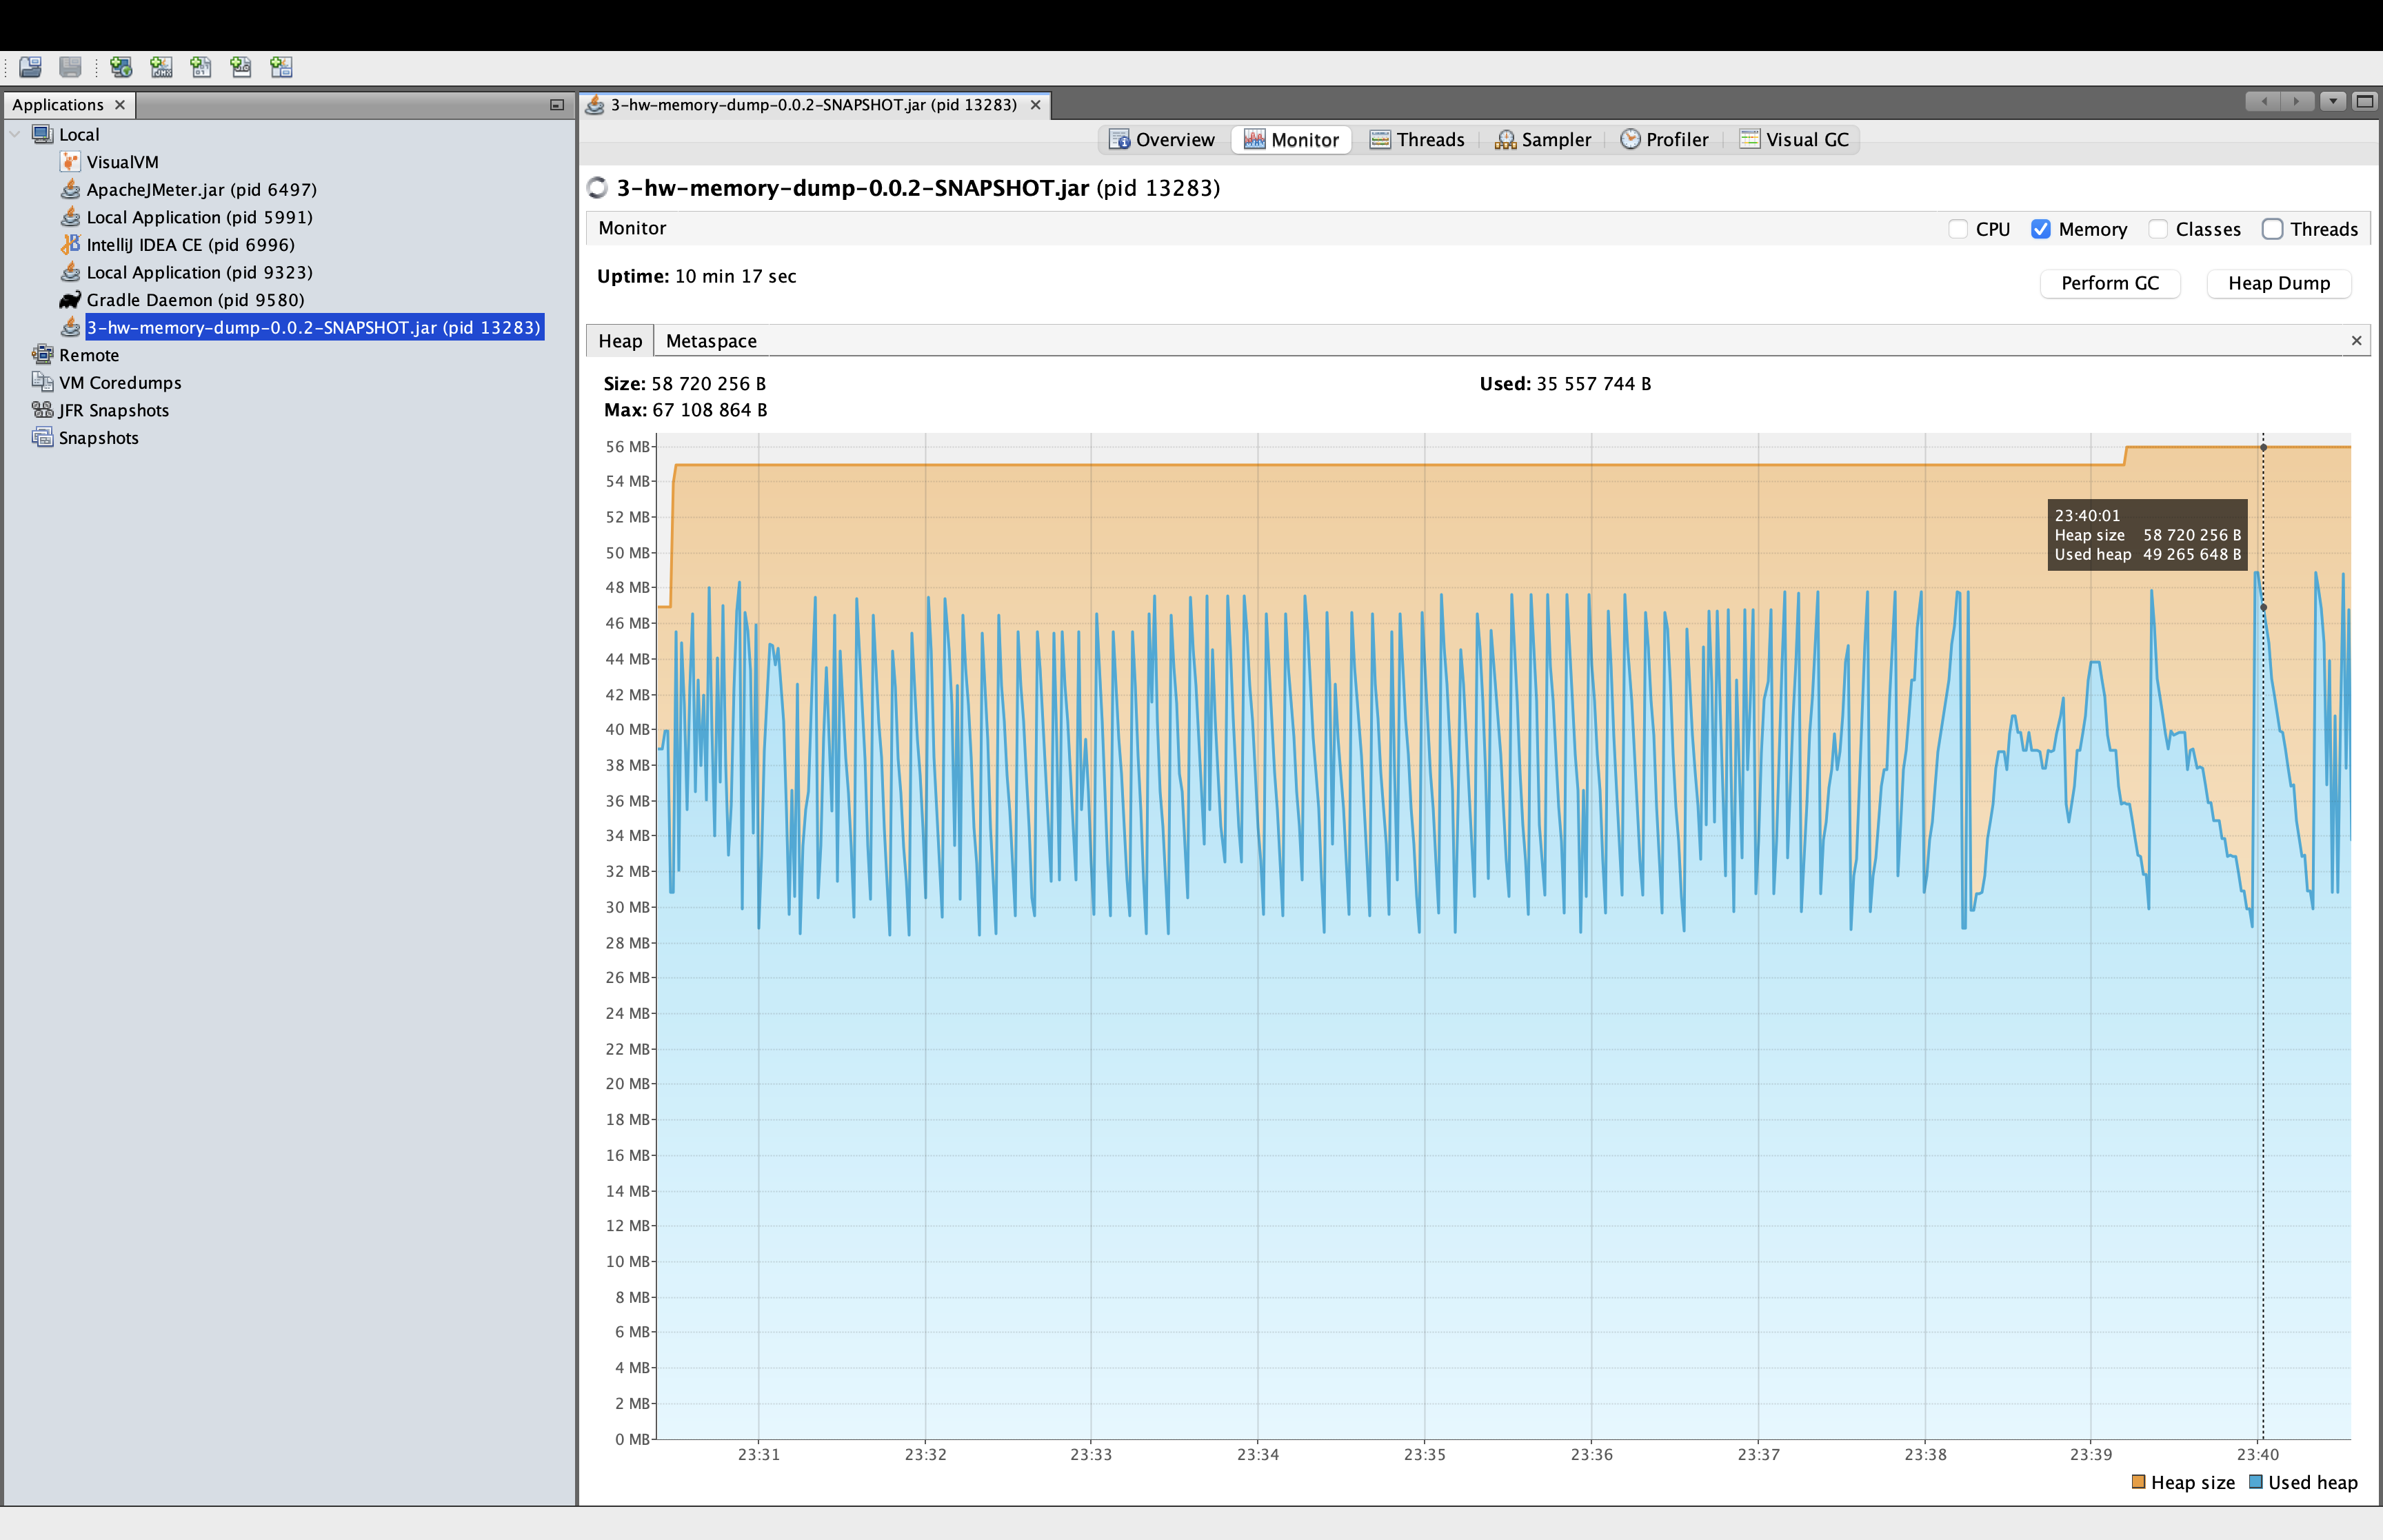 Applications
Local
VisualVM
ApacheJMeter.jar (pid 6497)
Local Application (pid 5991)
IntelliJ IDEA CE (pid 6996)
Local Application (pid 9323)
Gradle Daemon (pid 9580)
3-hw-memory-dump-0.0.2-SNAPSHOT.jar (pid 13283)
Remote
VM Coredumps
JFR Snapshots
Snapshots
3-hw-memory-dump-0.0.2-SNAPSHOT.jar (pid 13283)
Overview Monitor Threads Sampler Profiler Visual GC
3-hw-memory-dump-0.0.2-SNAPSHOT.jar (pid 13283)
Monitor CPU Memory Classes Threads
Uptime: 10 min 17 sec Perform GC Heap Dump
Heap Metaspace
Size: 58 720 256 B Used: 35 557 744 B
Max: 67 108 864 B
56 MB
54 MB
52 MB
50 MB
48 MB
46 MB
44 MB
42 MB
40 MB
38 MB
36 MB
34 MB
32 MB
30 MB
28 MB
26 MB
24 MB
22 MB
20 MB
18 MB
16 MB
14 MB
12 MB
10 MB
8 MB
6 MB
4 MB
2 MB
0 MB
23:40:01
Heap size 58 720 256 B
Used heap 49 265 648 B
23:31 23:32 23:33 23:34 23:35 23:36 23:37 23:38 23:39 23:40
Heap size Used heap